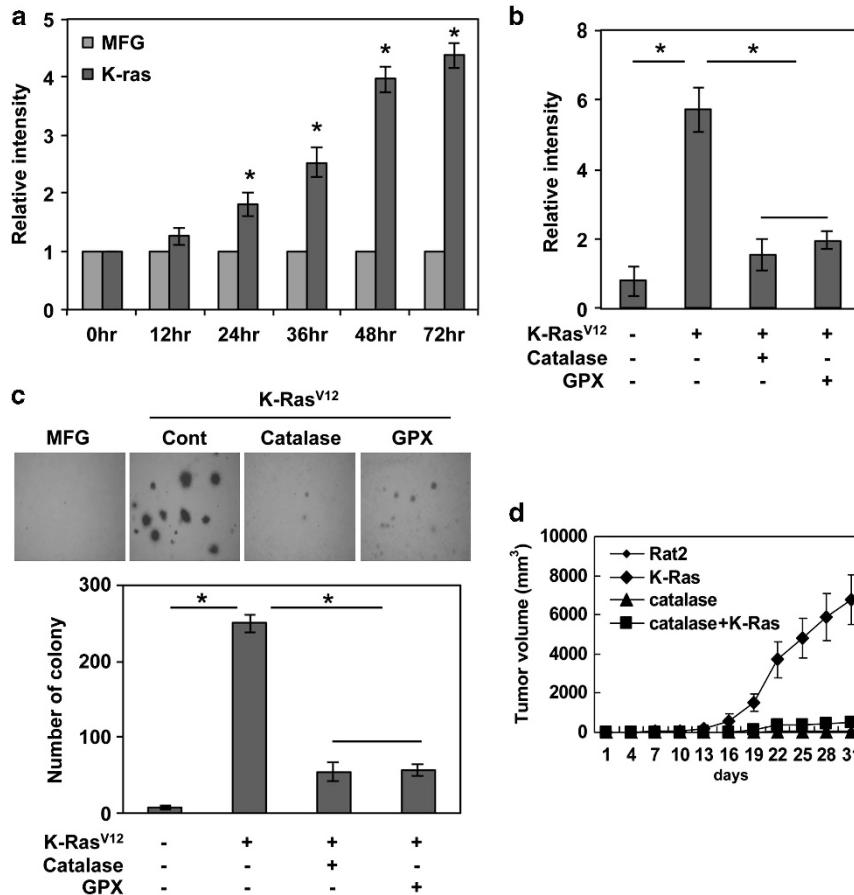 a
5
4
3
2
1
0
Relative intensity
MFG
K-ras
*
*
*
*
0hr 12hr 24hr 36hr 48hr 72hr
b
8
6
4
2
0
Relative intensity
* *
K-Ras^V12 - + + +
Catalase - - + -
GPX - - - +
c
K-Ras^V12
MFG Cont Catalase GPX
300
200
100
0
Number of colony
* *
K-Ras^V12 - + + +
Catalase - - + -
GPX - - - +
d
10000
8000
6000
4000
2000
0
Tumor volume (mm³)
Rat2
K-Ras
catalase
catalase+K-Ras
1 4 7 10 13 16 19 22 25 28 31
days